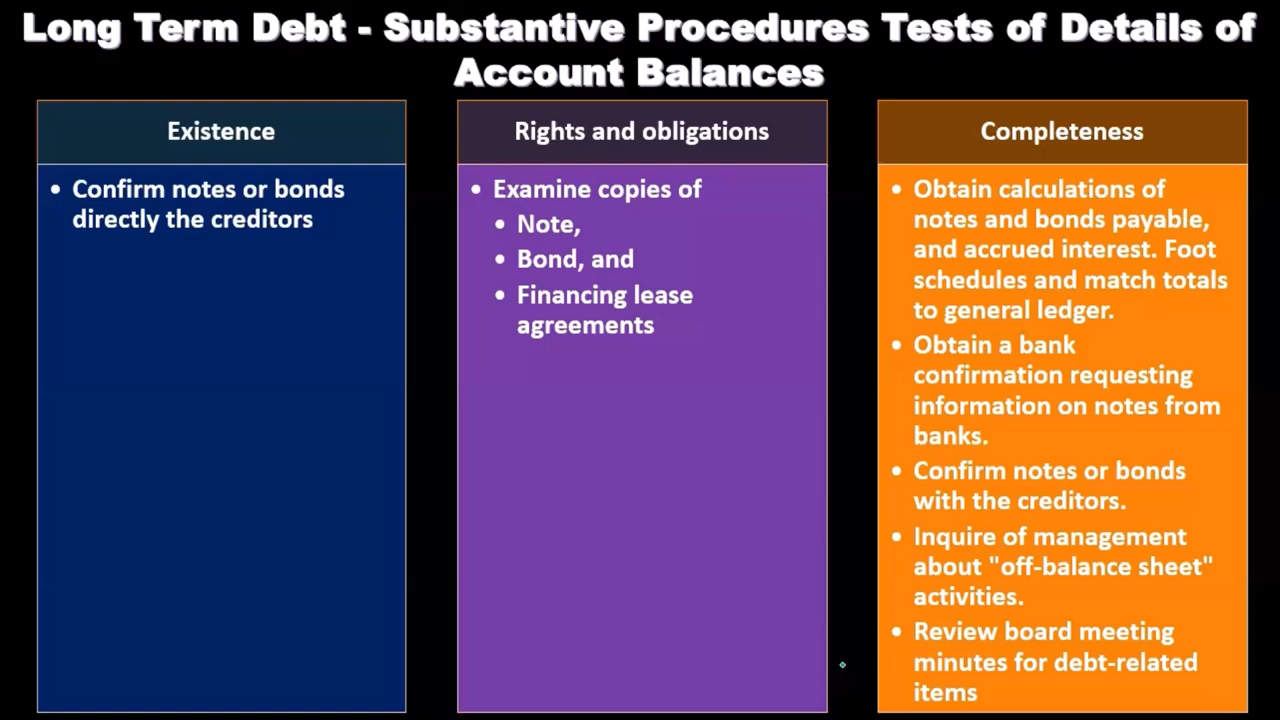 Long Term Debt - Substantive Procedures Tests of Details of
Account Balances
Existence
• Confirm notes or bonds
directly the creditors
Rights and obligations
• Examine copies of
• Note,
• Bond, and
• Financing lease
agreements
Completeness
• Obtain calculations of
notes and bonds payable,
and accrued interest. Foot
schedules and match totals
to general ledger.
• Obtain a bank
confirmation requesting
information on notes from
banks.
• Confirm notes or bonds
with the creditors.
• Inquire of management
about "off-balance sheet"
activities.
• Review board meeting
minutes for debt-related
items